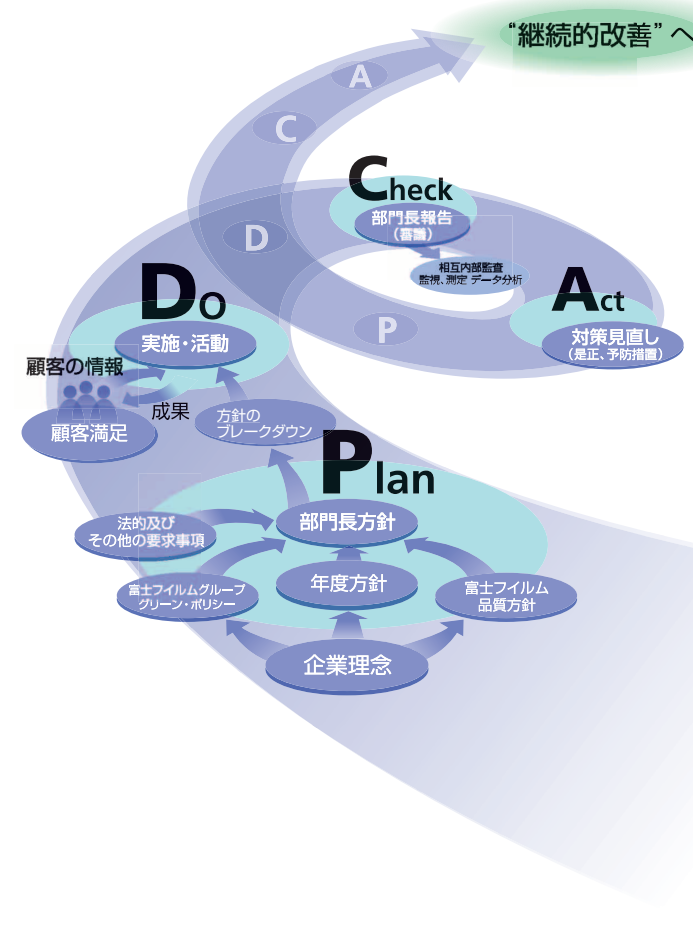 “継続的改善”へ
A
C
Check
部門長報告
（審議）
D
相互内部監査
監視、測定 データ分析
Do
Act
P
実施・活動
対策見直し
（是正、予防措置）
顧客の情報
成果
方針の
ブレークダウン
顧客満足
Plan
部門長方針
法的及び
その他の要求事項
年度方針
富士フイルムグループ
グリーン・ポリシー
富士フイルム
品質方針
企業理念